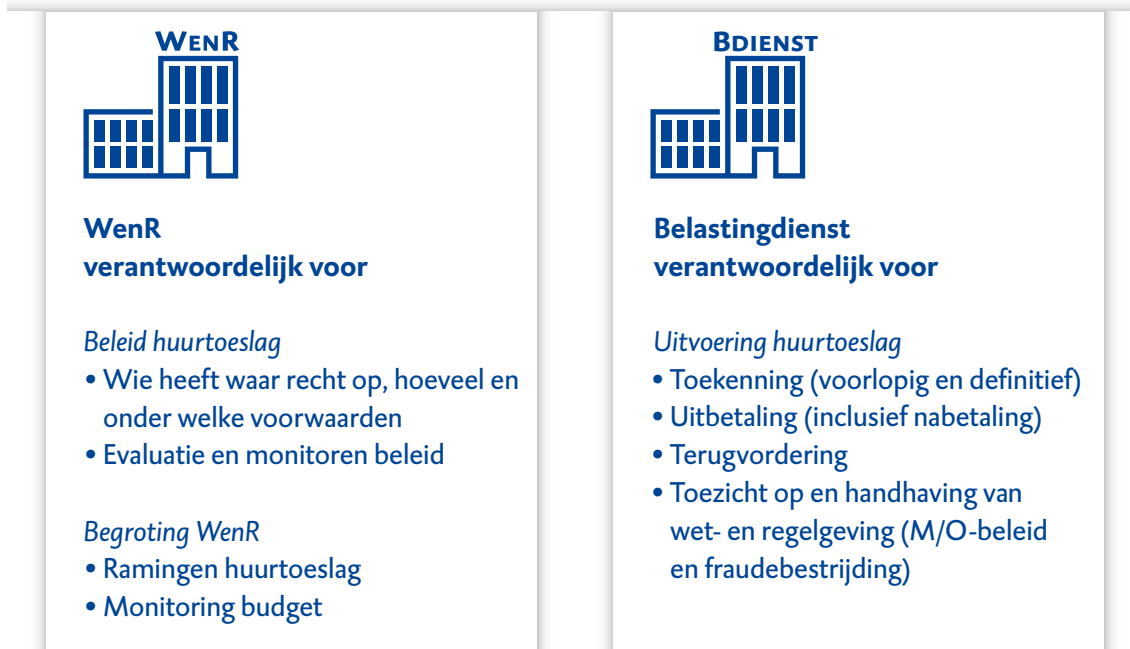 WENR
WenR
verantwoordelijk voor
Beleid huurtoeslag
• Wie heeft waar recht op, hoeveel en
onder welke voorwaarden
• Evaluatie en monitoren beleid
Begroting WenR
• Ramingen huurtoeslag
• Monitoring budget
BDIENST
Belastingdienst
verantwoordelijk voor
Uitvoering huurtoeslag
• Toekenning (voorlopig en definitief)
• Uitbetaling (inclusief nabetaling)
• Terugvordering
• Toezicht op en handhaving van
wet- en regelgeving (M/O-beleid
en fraudebestrijding)